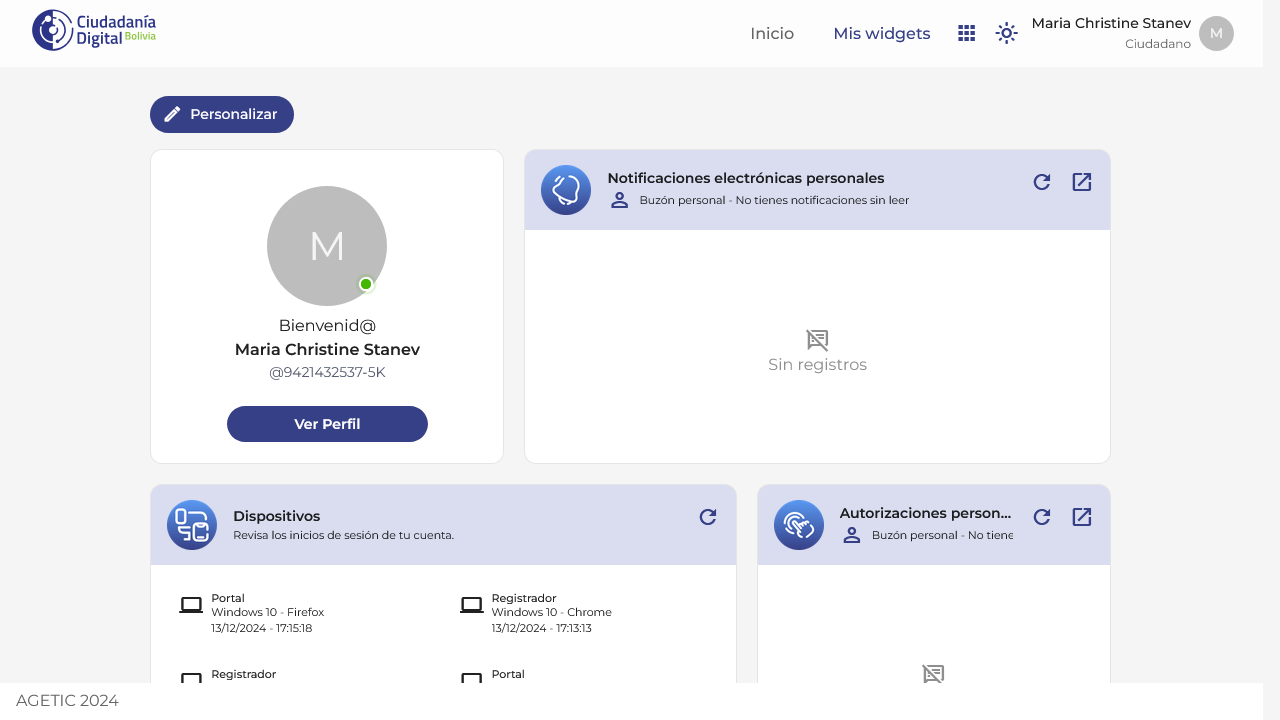 Ciudadanía
Digital Bolivia
Inicio
Mis widgets
Maria Christine Stanev
Ciudadano
M
Personalizar
M
Bienvenid@
Maria Christine Stanev
@9421432537-5K
Ver Perfil
Notificaciones electrónicas personales
Buzón personal - No tienes notificaciones sin leer
Sin registros
Dispositivos
Revisa los inicios de sesión de tu cuenta.
Portal
Windows 10 - Firefox
13/12/2024 - 17:15:18
Registrador
Windows 10 - Chrome
13/12/2024 - 17:13:13
Registrador
Portal
Autorizaciones person...
Buzón personal - No tiene
AGETIC 2024